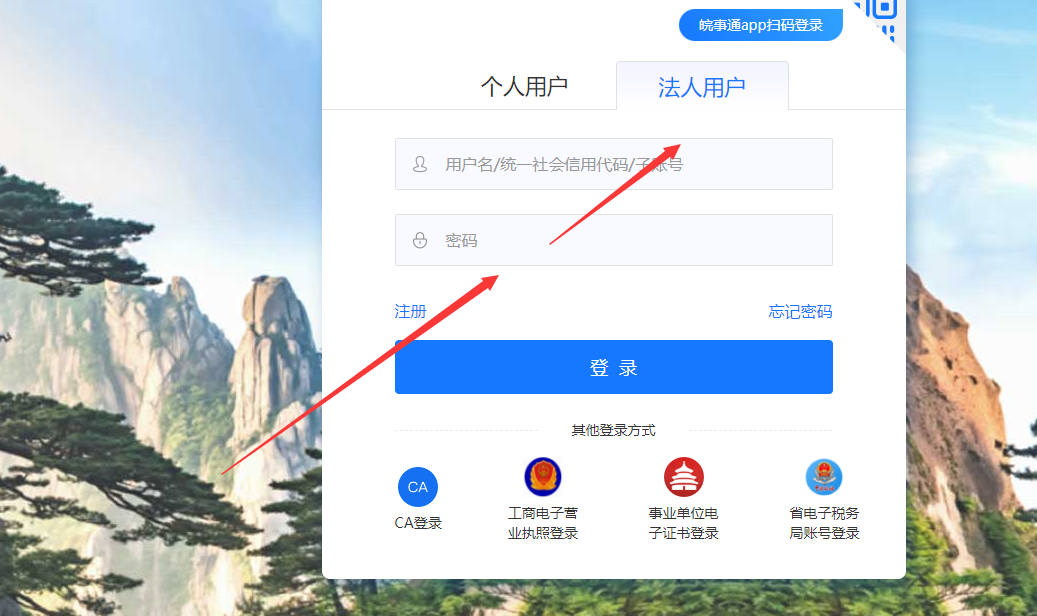 皖事通app扫码登录
个人用户
法人用户
用户名/统一社会信用代码/子账号
密码
注册
忘记密码
登 录
其他登录方式
CA
CA登录
工商电子营
业执照登录
事业单位电
子证书登录
省电子税务
局账号登录